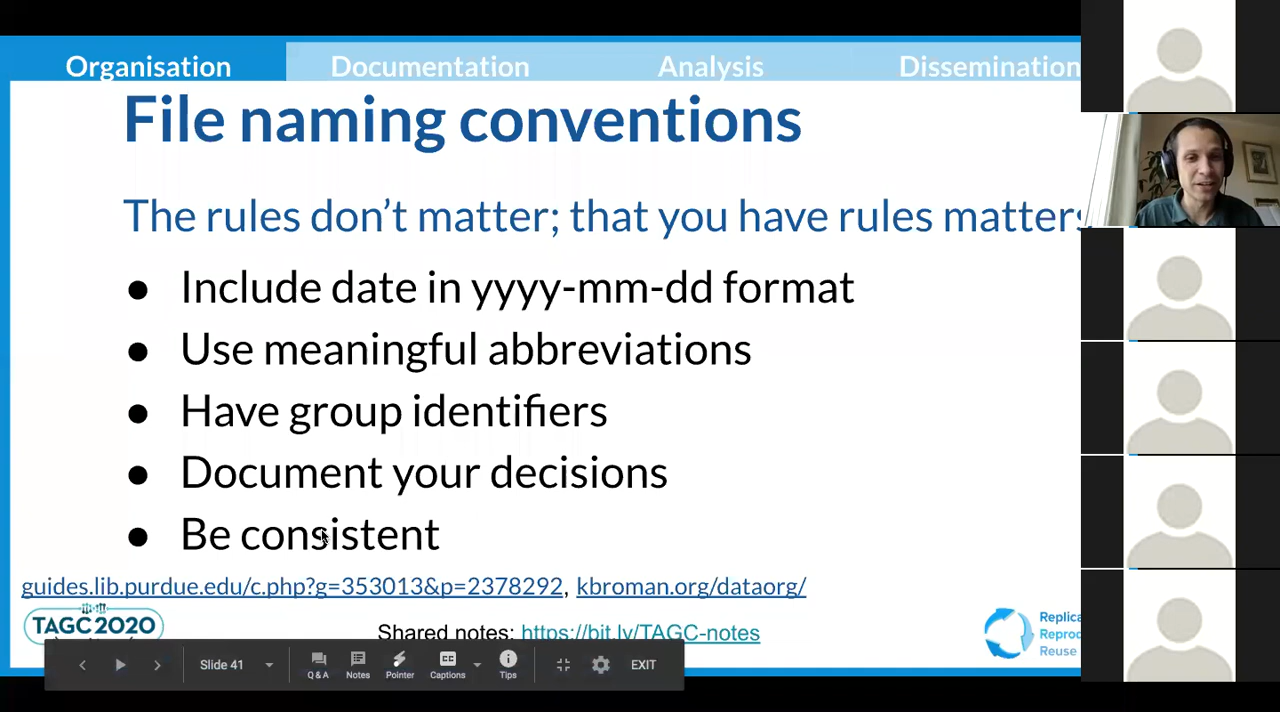 Organisation Documentation Analysis Dissemination
File naming conventions
The rules don't matter; that you have rules matters
● Include date in yyyy-mm-dd format
● Use meaningful abbreviations
● Have group identifiers
● Document your decisions
● Be consistent
guides.lib.purdue.edu/c.php?g=353013&p=2378292, kbroman.org/dataorg/
TAGC2020
Shared notes: https://bit.ly/TAGC-notes
Replica
Reprod
Reuse
Slide 41
Q & A
Notes
Pointer
CC
Captions
Tips
EXIT